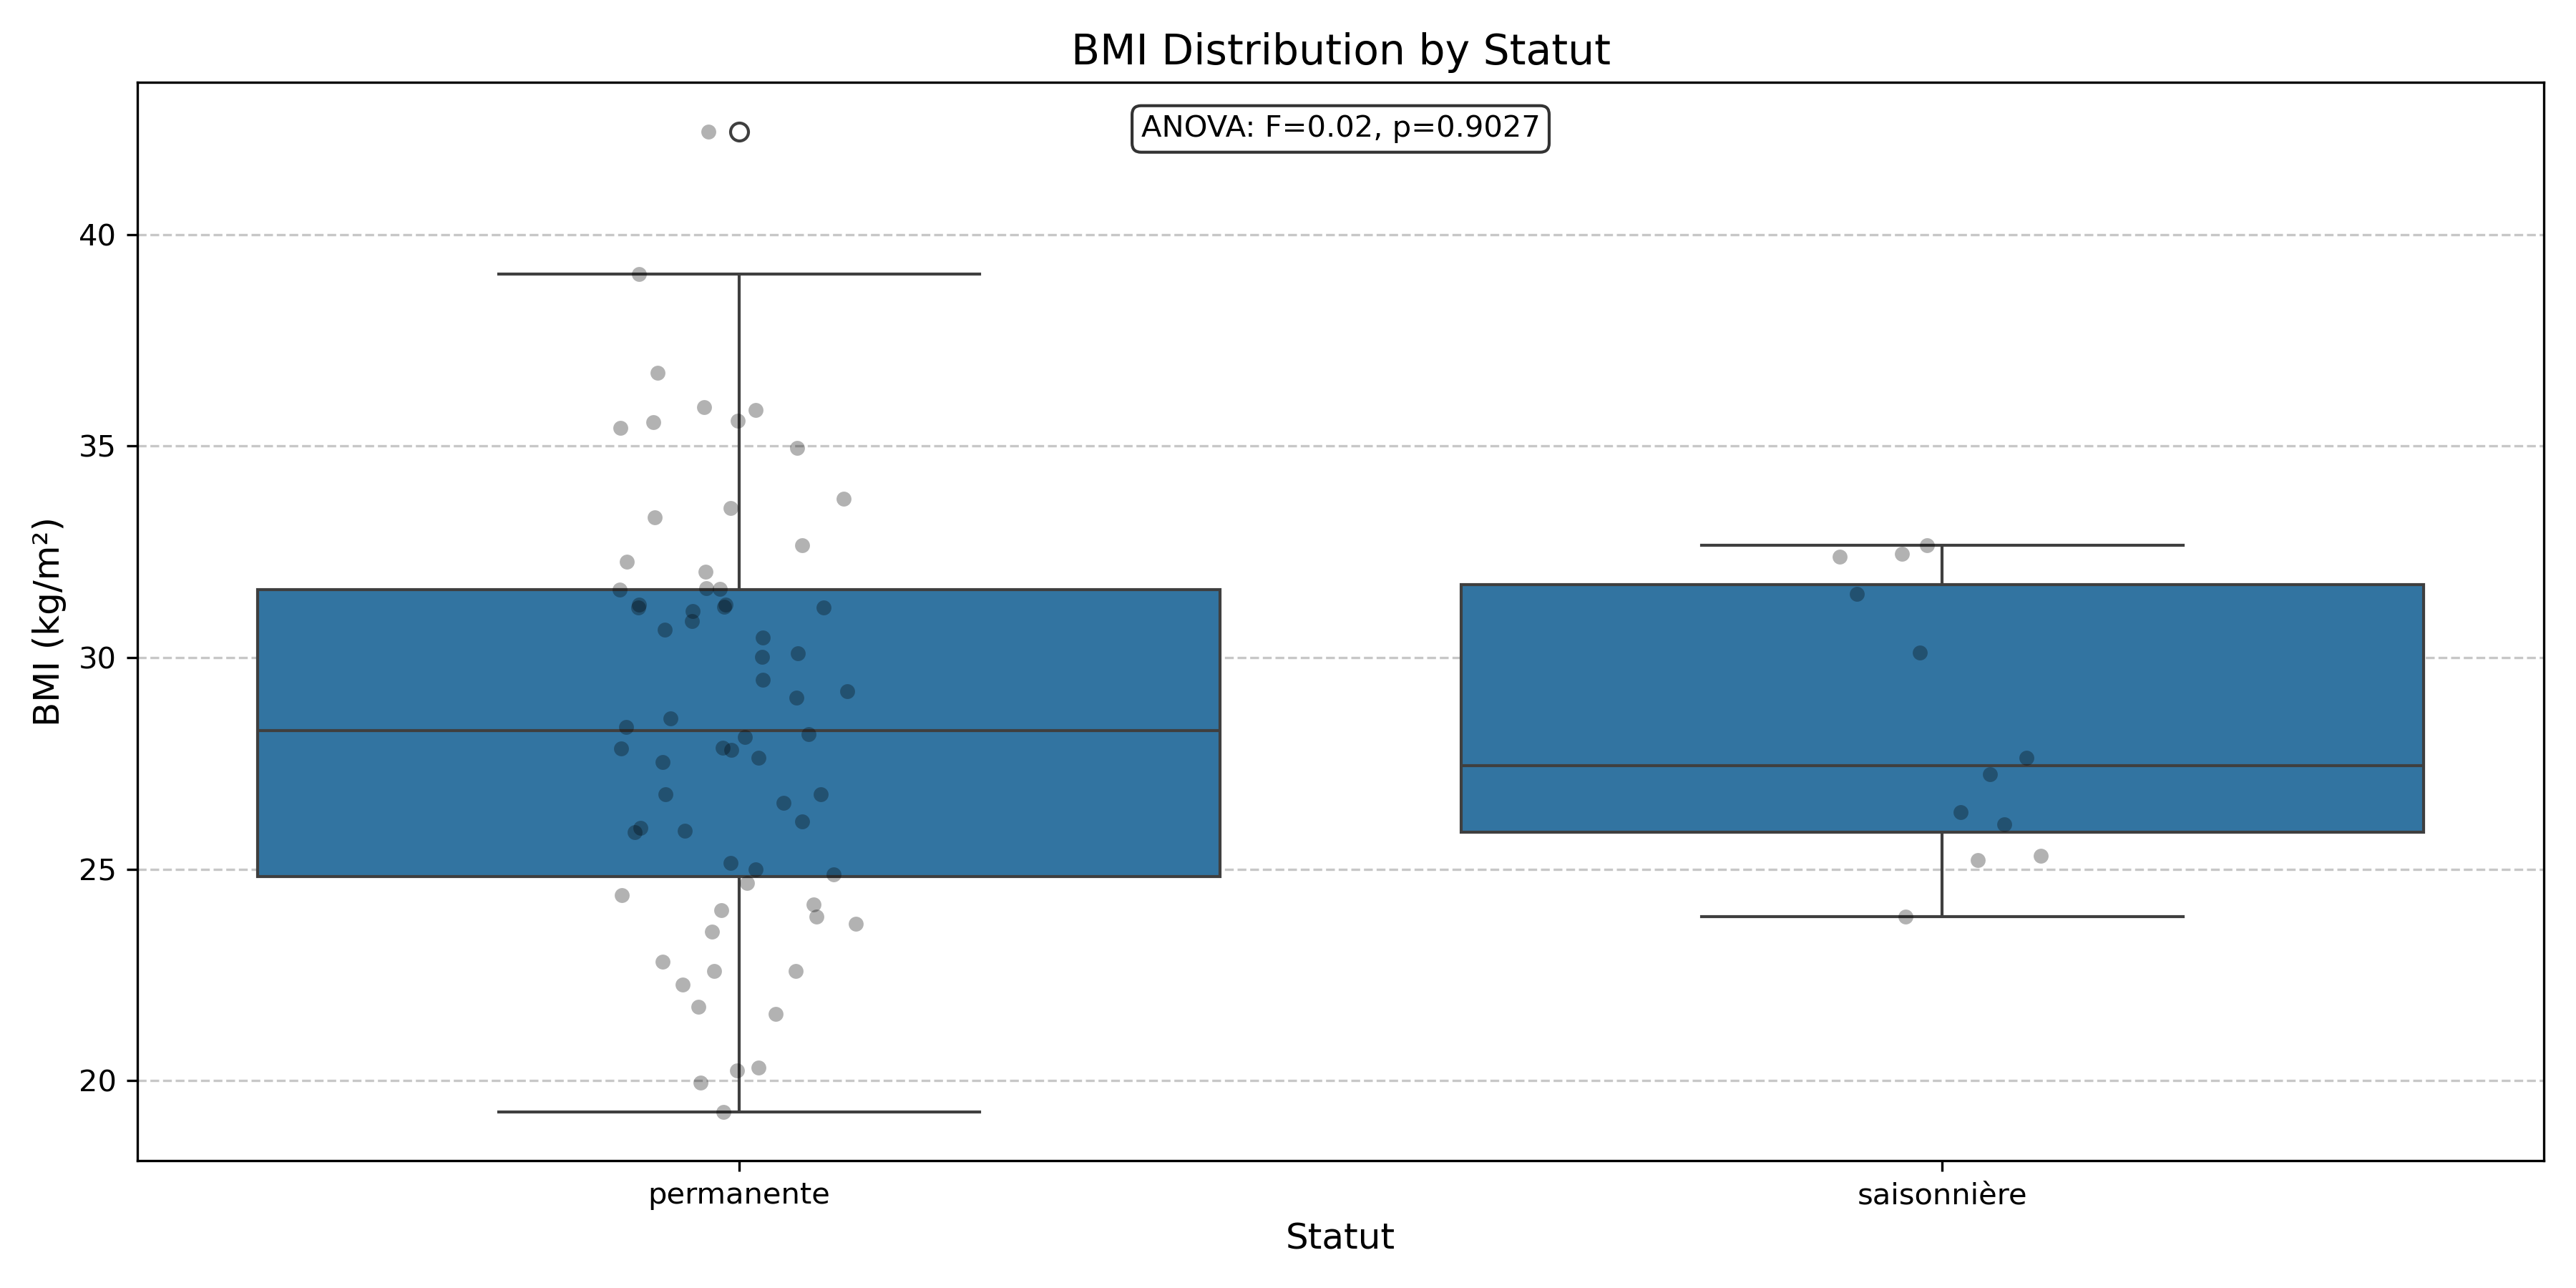 BMI Distribution by Statut
ANOVA: F=0.02, p=0.9027
BMI (kg/m²)
40
35
30
25
20
permanente
saisonnière
Statut